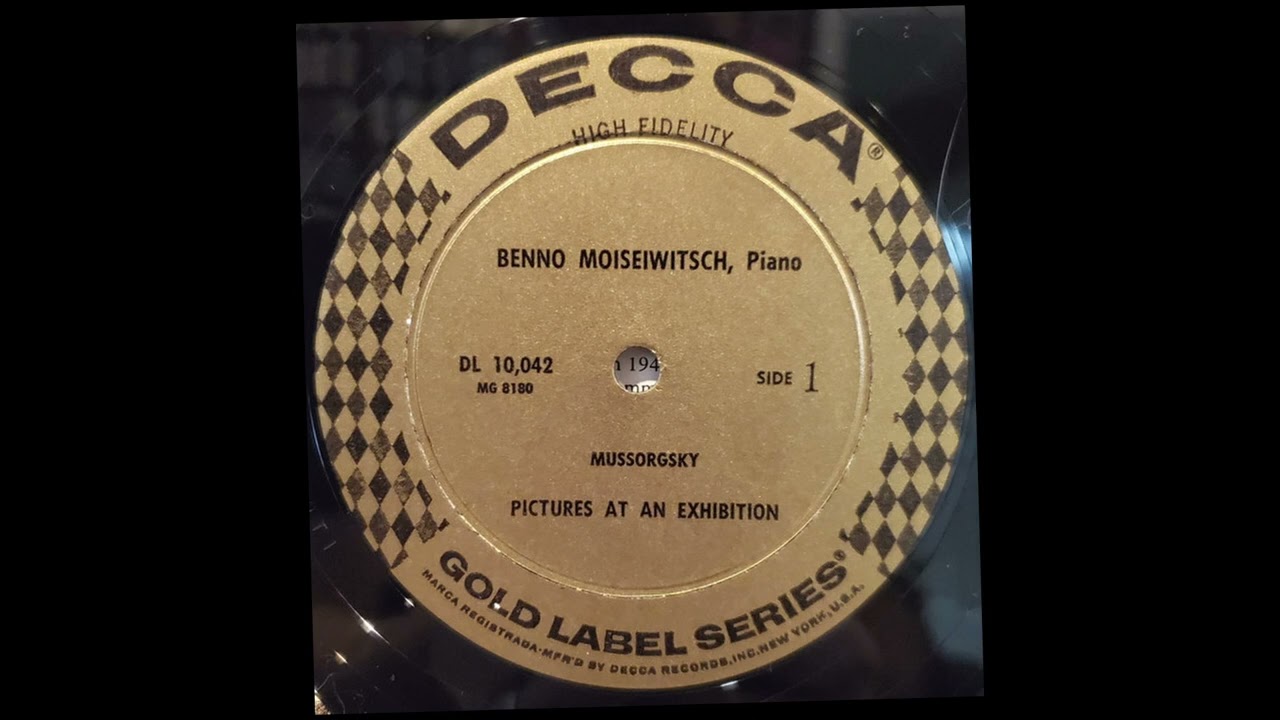 DECCA®
HIGH FIDELITY
BENNO MOISEIWITSCH, Piano
DL 10,042
MG 8180
SIDE 1
194
MUSSORGSKY
PICTURES AT AN EXHIBITION
GOLD LABEL SERIES®
MARCA REGISTRADA·MFR'D BY DECCA RECORDS, INC. NEW YORK, U.S.A.